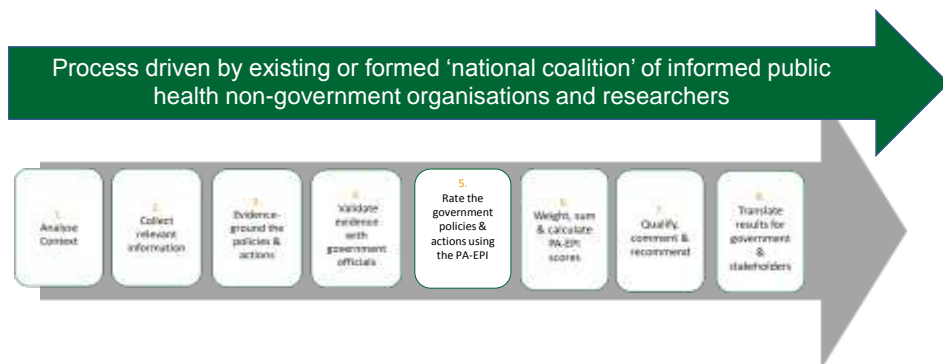 Process driven by existing or formed ‘national coalition’ of informed public
health non-government organisations and researchers
1.
Analyse
Context
2.
Collect
relevant
information
3.
Evidence-
ground the
policies &
actions
4.
Validate
evidence
with
government
officials
5.
Rate the
government
policies &
actions using
the PA-EPI
6.
Weight, sum
& calculate
PA-EPI
scores
7.
Qualify,
comment &
recommend
8.
Translate
results for
government
&
stakeholders